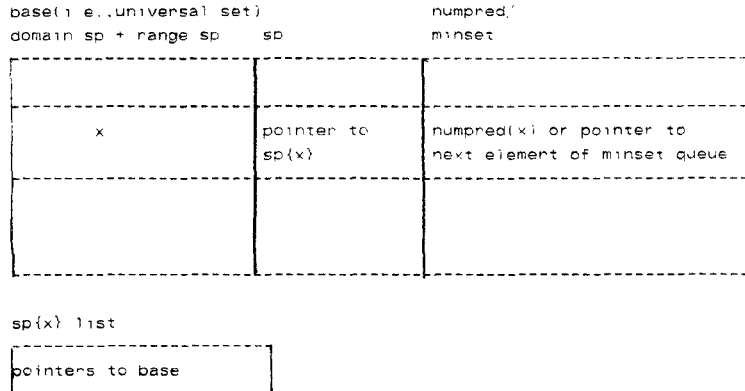 base(i e.,universal set) numpred/
domain sp + range sp sp minset
x pointer to numpred(x) or pointer to
sp{x} next element of minset queue
sp{x} list
pointers to base